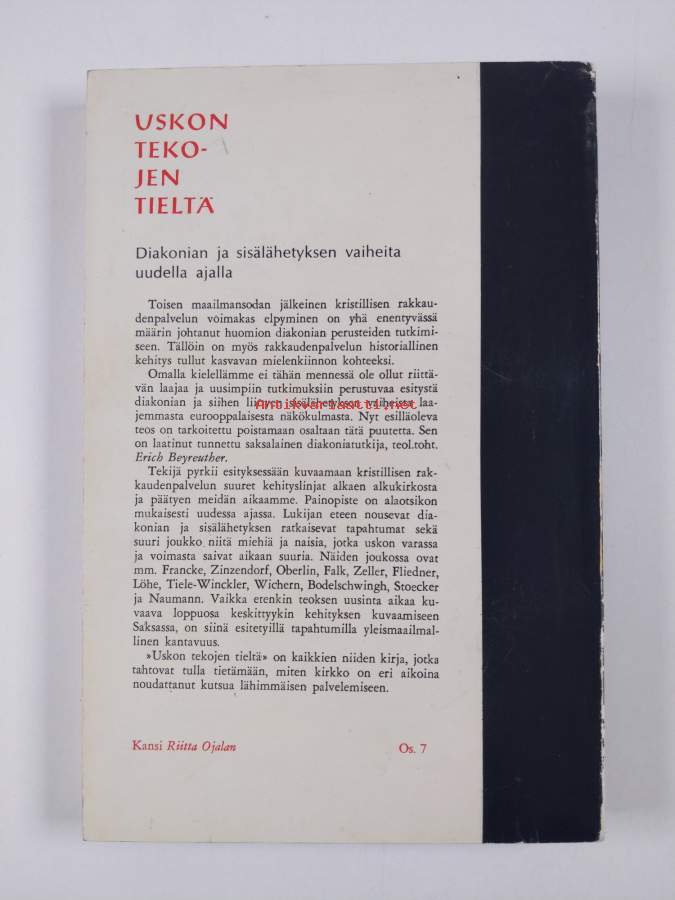 USKON
TEKO-
JEN
TIELTÄ
Diakonian ja sisälähetyksen vaiheita
uudella ajalla
Toisen maailmansodan jälkeinen kristillisen rakkau-
denpalvelun voimakas elpyminen on yhä enentyvässä
määrin johtanut huomion diakonian perusteiden tutkimi-
seen. Tällöin on myös rakkaudenpalvelun historiallinen
kehitys tullut kasvavan mielenkiinnon kohteeksi.
Omalla kielellämme ei tähän mennessä ole ollut riittä-
vän laajaa ja uusimpiin tutkimuksiin perustuvaa esitystä
diakonian ja siihen liittyen sisälähetyksen vaiheista laa-
Antikvariaatti.net
jemmasta eurooppalaisesta näkökulmasta. Nyt esilläoleva
teos on tarkoitettu poistamaan osaltaan tätä puutetta. Sen
on laatinut tunnettu saksalainen diakoniatutkija, teol.toht.
Erich Beyreuther.
Tekijä pyrkii esityksessään kuvaamaan kristillisen rak-
kaudenpalvelun suuret kehityslinjat alkaen alkukirkosta
ja päätyen meidän aikaamme. Painopiste on alaotsikon
mukaisesti uudessa ajassa. Lukijan eteen nousevat dia-
konian ja sisälähetyksen ratkaisevat tapahtumat sekä
suuri joukko niitä miehiä ja naisia, jotka uskon varassa
ja voimasta saivat aikaan suuria. Näiden joukossa ovat
mm. Francke, Zinzendorf, Oberlin, Falk, Zeller, Fliedner,
Löhe, Tiele-Winckler, Wichern, Bodelschwingh, Stoecker
ja Naumann. Vaikka etenkin teoksen uusinta aikaa ku-
vaava loppuosa keskittyykin kehityksen kuvaamiseen
Saksassa, on siinä esitetyillä tapahtumilla yleismaailmal-
linen kantavuus.
»Uskon tekojen tieltä» on kaikkien niiden kirja, jotka
tahtovat tulla tietämään, miten kirkko on eri aikoina
noudattanut kutsua lähimmäisen palvelemiseen.
Kansi Riitta Ojalan
Os. 7